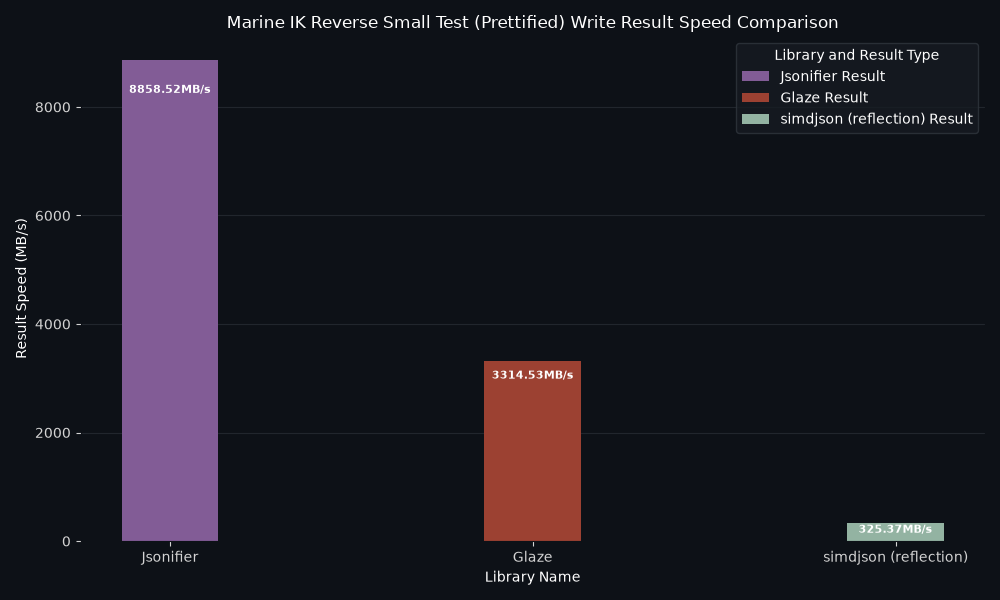 Marine IK Reverse Small Test (Prettified) Write Result Speed Comparison
Library and Result Type
Jsonifier Result
Glaze Result
simdjson (reflection) Result
8858.52MB/s
3314.53MB/s
325.37MB/s
Result Speed (MB/s)
8000
6000
4000
2000
0
Jsonifier
Glaze
simdjson (reflection)
Library Name